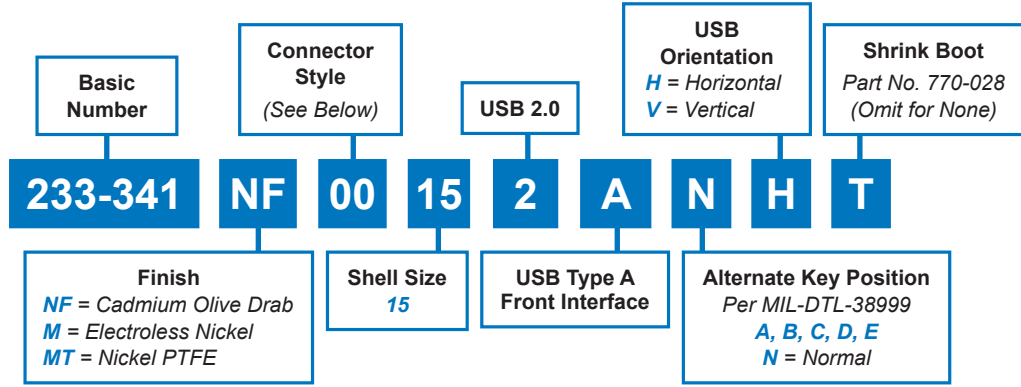 Basic
Number
Connector
Style
(See Below)
USB 2.0
USB
Orientation
H = Horizontal
V = Vertical
Shrink Boot
Part No. 770-028
(Omit for None)
233-341 NF 00 15 2 A N H T
Finish
NF = Cadmium Olive Drab
M = Electroless Nickel
MT = Nickel PTFE
Shell Size
15
USB Type A
Front Interface
Alternate Key Position
Per MIL-DTL-38999
A, B, C, D, E
N = Normal